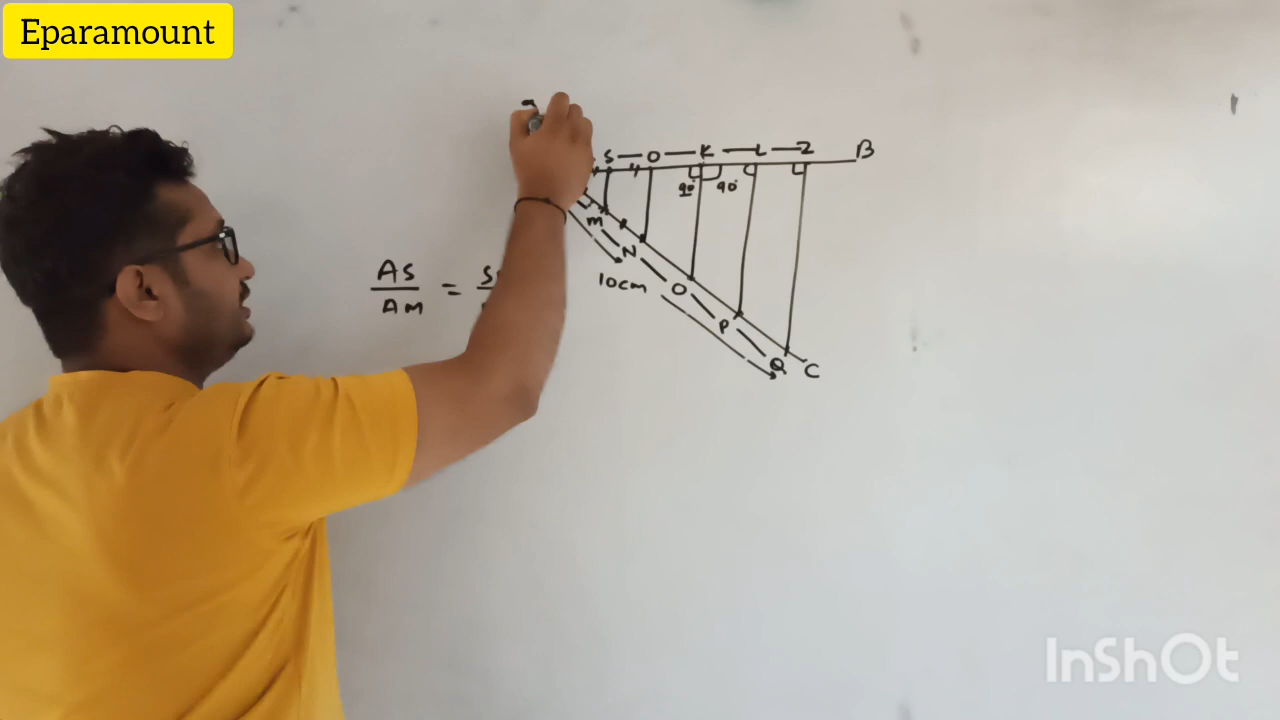 Eparamount
S O K L Z B
90° 90°
M
N
10cm
O
P
Q C
AS =
AM
InShOt